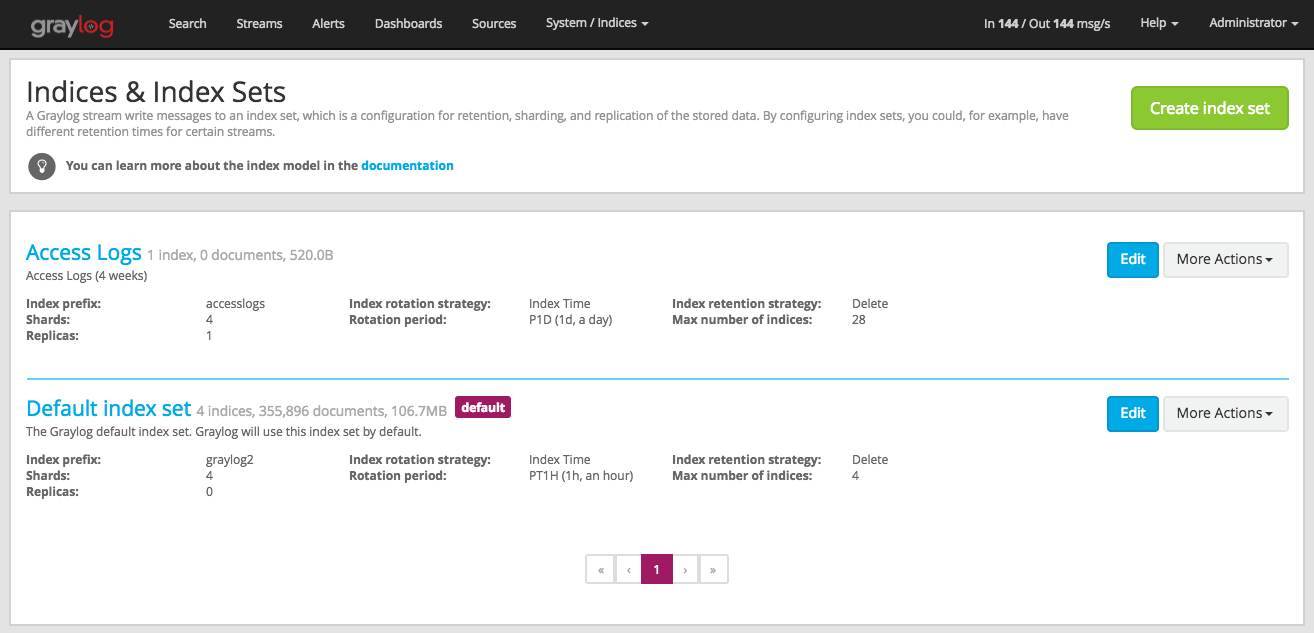 graylog Search Streams Alerts Dashboards Sources System / Indices In 144 / Out 144 msg/s Help Administrator
Indices & Index Sets
A Graylog stream write messages to an index set, which is a configuration for retention, sharding, and replication of the stored data. By configuring index sets, you could, for example, have
different retention times for certain streams.
Create index set
You can learn more about the index model in the documentation
Access Logs 1 index, 0 documents, 520.0B
Edit More Actions
Access Logs (4 weeks)
Index prefix: accesslogs Index rotation strategy: Index Time Index retention strategy: Delete
Shards: 4 Rotation period: P1D (1d, a day) Max number of indices: 28
Replicas: 1
Default index set 4 indices, 355,896 documents, 106.7MB default
Edit More Actions
The Graylog default index set. Graylog will use this index set by default.
Index prefix: graylog2 Index rotation strategy: Index Time Index retention strategy: Delete
Shards: 4 Rotation period: PT1H (1h, an hour) Max number of indices: 4
Replicas: 0
« ‹ 1 › »